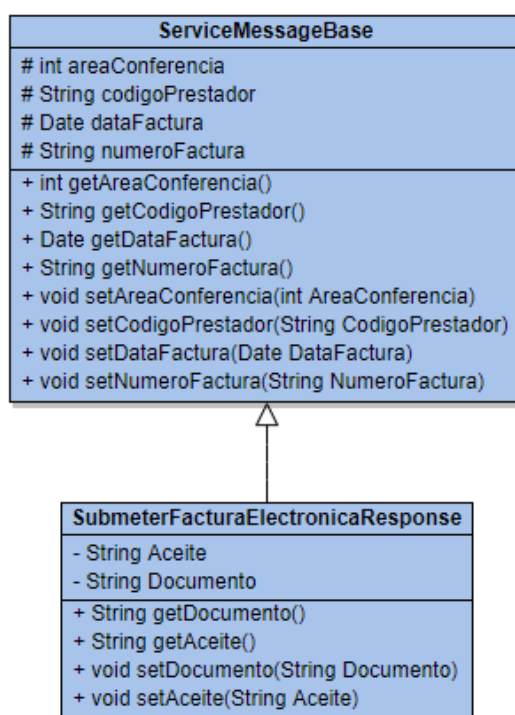 ServiceMessageBase
# int areaConferencia
# String codigoPrestador
# Date dataFactura
# String numeroFactura
+ int getAreaConferencia()
+ String getCodigoPrestador()
+ Date getDataFactura()
+ String getNumeroFactura()
+ void setAreaConferencia(int AreaConferencia)
+ void setCodigoPrestador(String CodigoPrestador)
+ void setDataFactura(Date DataFactura)
+ void setNumeroFactura(String NumeroFactura)
SubmeterFacturaElectronicaResponse
- String Aceite
- String Documento
+ String getDocumento()
+ String getAceite()
+ void setDocumento(String Documento)
+ void setAceite(String Aceite)